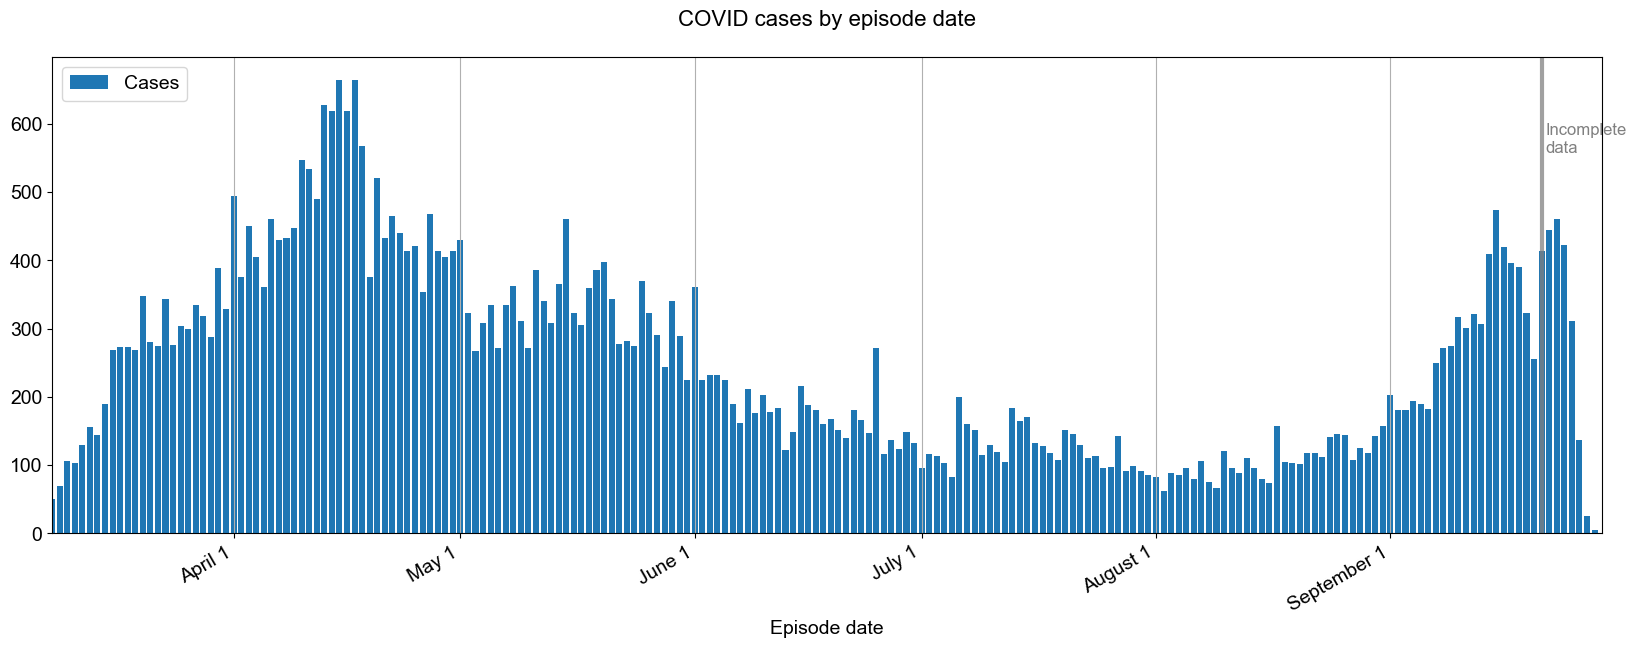 COVID cases by episode date
Cases
600
500
400
300
200
100
0
Incomplete
data
April 1
May 1
June 1
July 1
August 1
September 1
Episode date